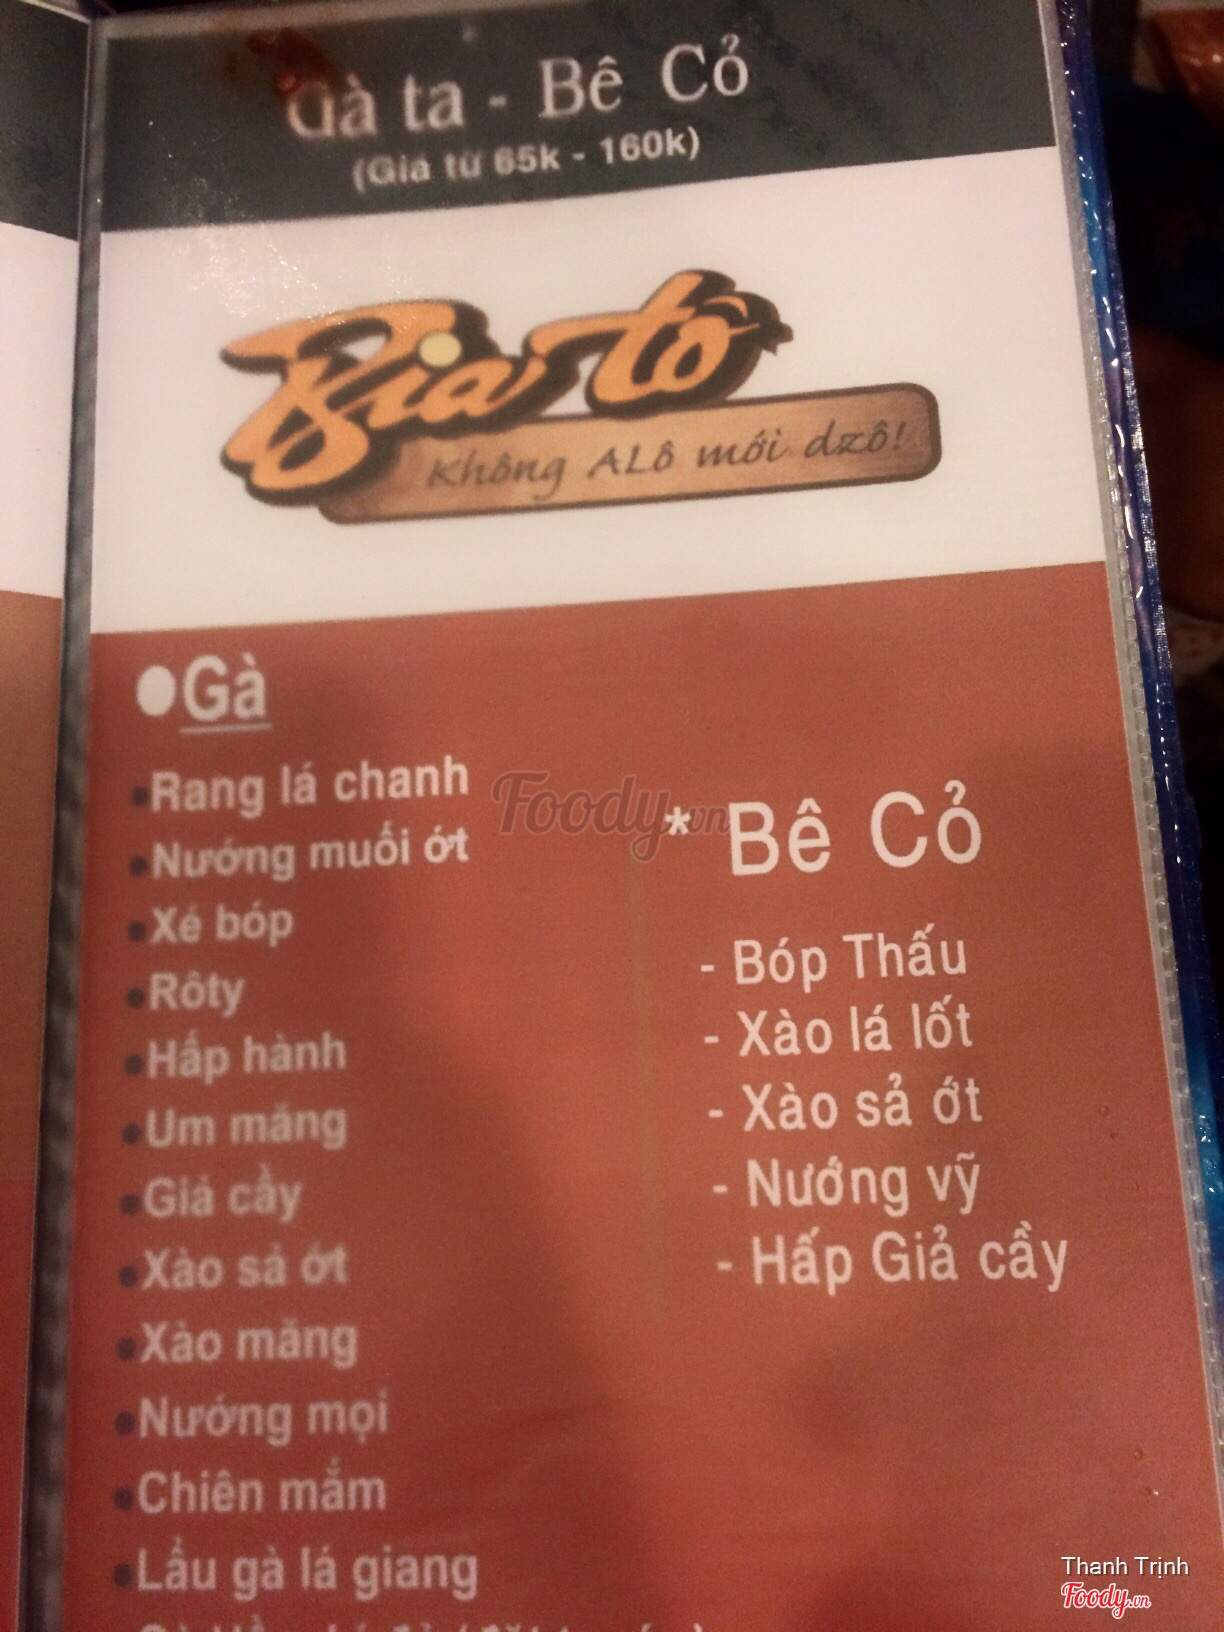 Gà ta - Bê Cỏ
(Giá từ 65k - 160k)
Bia tô
Không ALô mới dzô!
Gà
Rang lá chanh
Nướng muối ớt
Xé bóp
Rôty
Hấp hành
Um măng
Giả cầy
Xào sả ớt
Xào măng
Nướng mọi
Chiên mắm
Lẩu gà lá giang
* Bê Cỏ
- Bóp Thấu
- Xào lá lốt
- Xào sả ớt
- Nướng vỹ
- Hấp Giả cầy
Foody.vn
Thanh Trịnh
Foody.vn